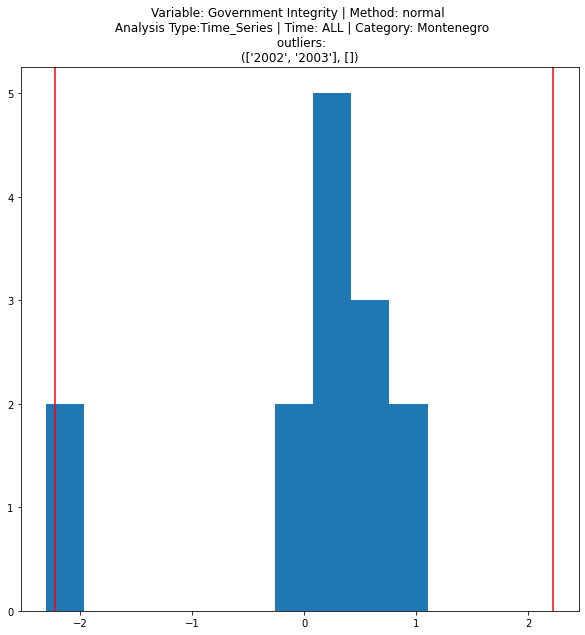 Variable: Government Integrity | Method: normal
Analysis Type:Time_Series | Time: ALL | Category: Montenegro
outliers:
(['2002', '2003'], [])
5
4
3
2
1
0
−2
−1
0
1
2